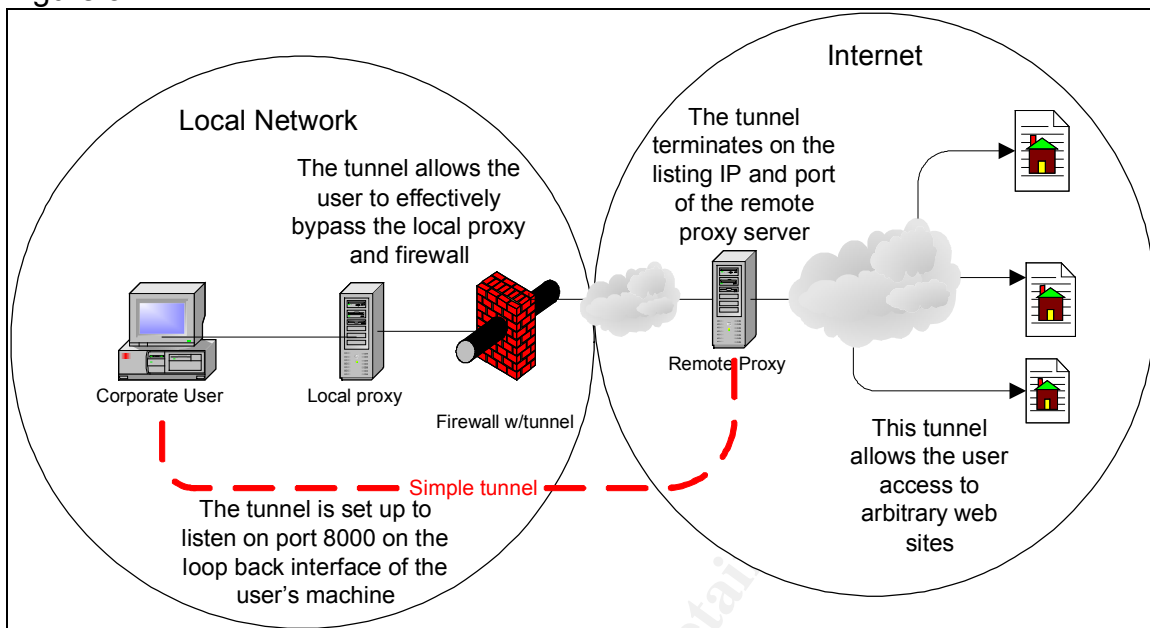 Internet
Local Network
The tunnel allows the
user to effectively
bypass the local proxy
and firewall
The tunnel
terminates on the
listing IP and port
of the remote
proxy server
Corporate User
Local proxy
Firewall w/tunnel
Remote Proxy
Simple tunnel
The tunnel is set up to
listen on port 8000 on the
loop back interface of the
user's machine
This tunnel
allows the user
access to
arbitrary web
sites